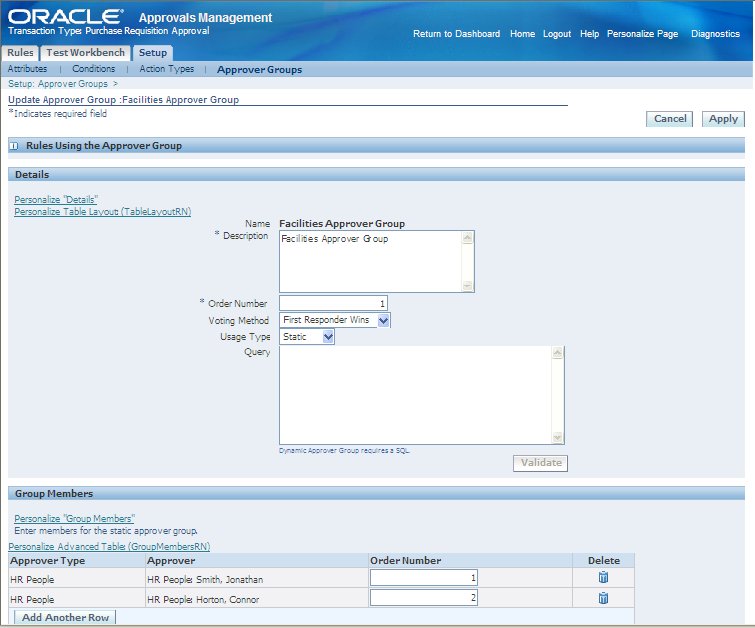 ORACLE® Approvals Management
Transaction Type: Purchase Requisition Approval
Return to Dashboard Home Logout Help Personalize Page Diagnostics
Rules Test Workbench Setup
Attributes | Conditions | Action Types | Approver Groups
Setup: Approver Groups >
Update Approver Group :Facilities Approver Group
*Indicates required field
Cancel Apply
Rules Using the Approver Group
Details
Personalize "Details"
Personalize Table Layout: (TableLayoutRN)
Name Facilities Approver Group
* Description Facilities Approver Group
* Order Number 1
Voting Method First Responder Wins
Usage Type Static
Query
Dynamic Approver Group requires a SQL.
Validate
Group Members
Personalize "Group Members"
Enter members for the static approver group.
Personalize Advanced Table: (GroupMembersRN)
Approver Type Approver Order Number Delete
HR People HR People: Smith, Jonathan 1
HR People HR People: Horton, Connor 2
Add Another Row